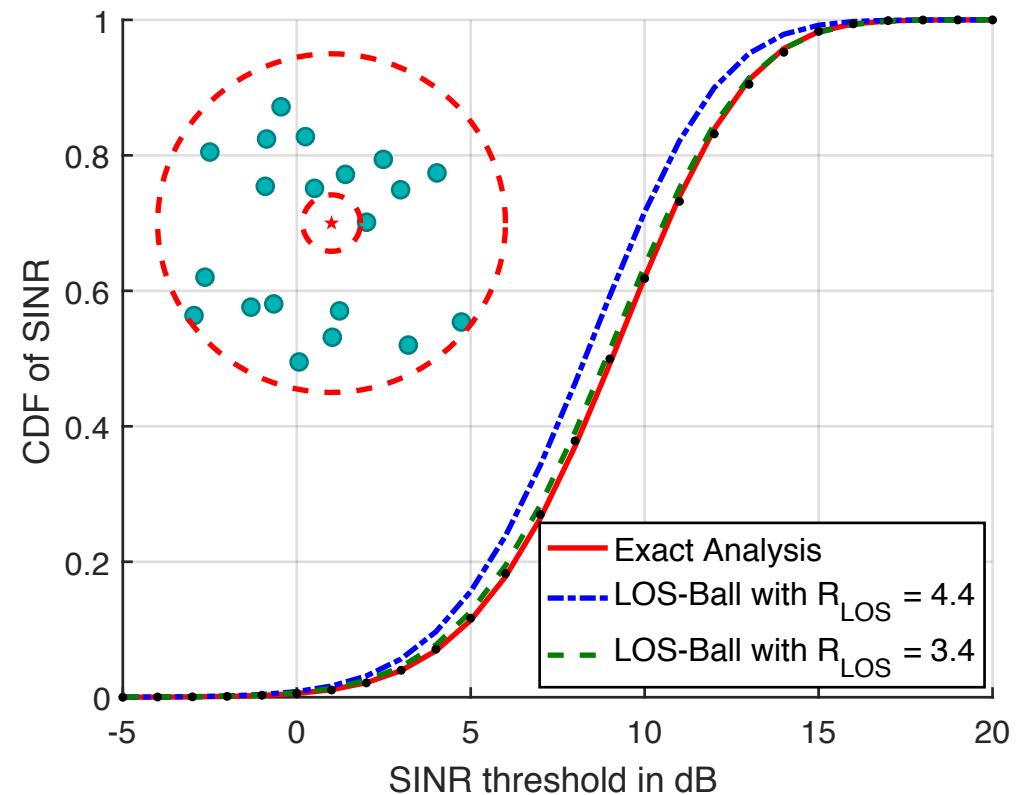 1
0.8
0.6
0.4
0.2
0
-5
0
5
10
15
20
CDF of SINR
SINR threshold in dB
Exact Analysis
LOS-Ball with R_LOS = 4.4
LOS-Ball with R_LOS = 3.4